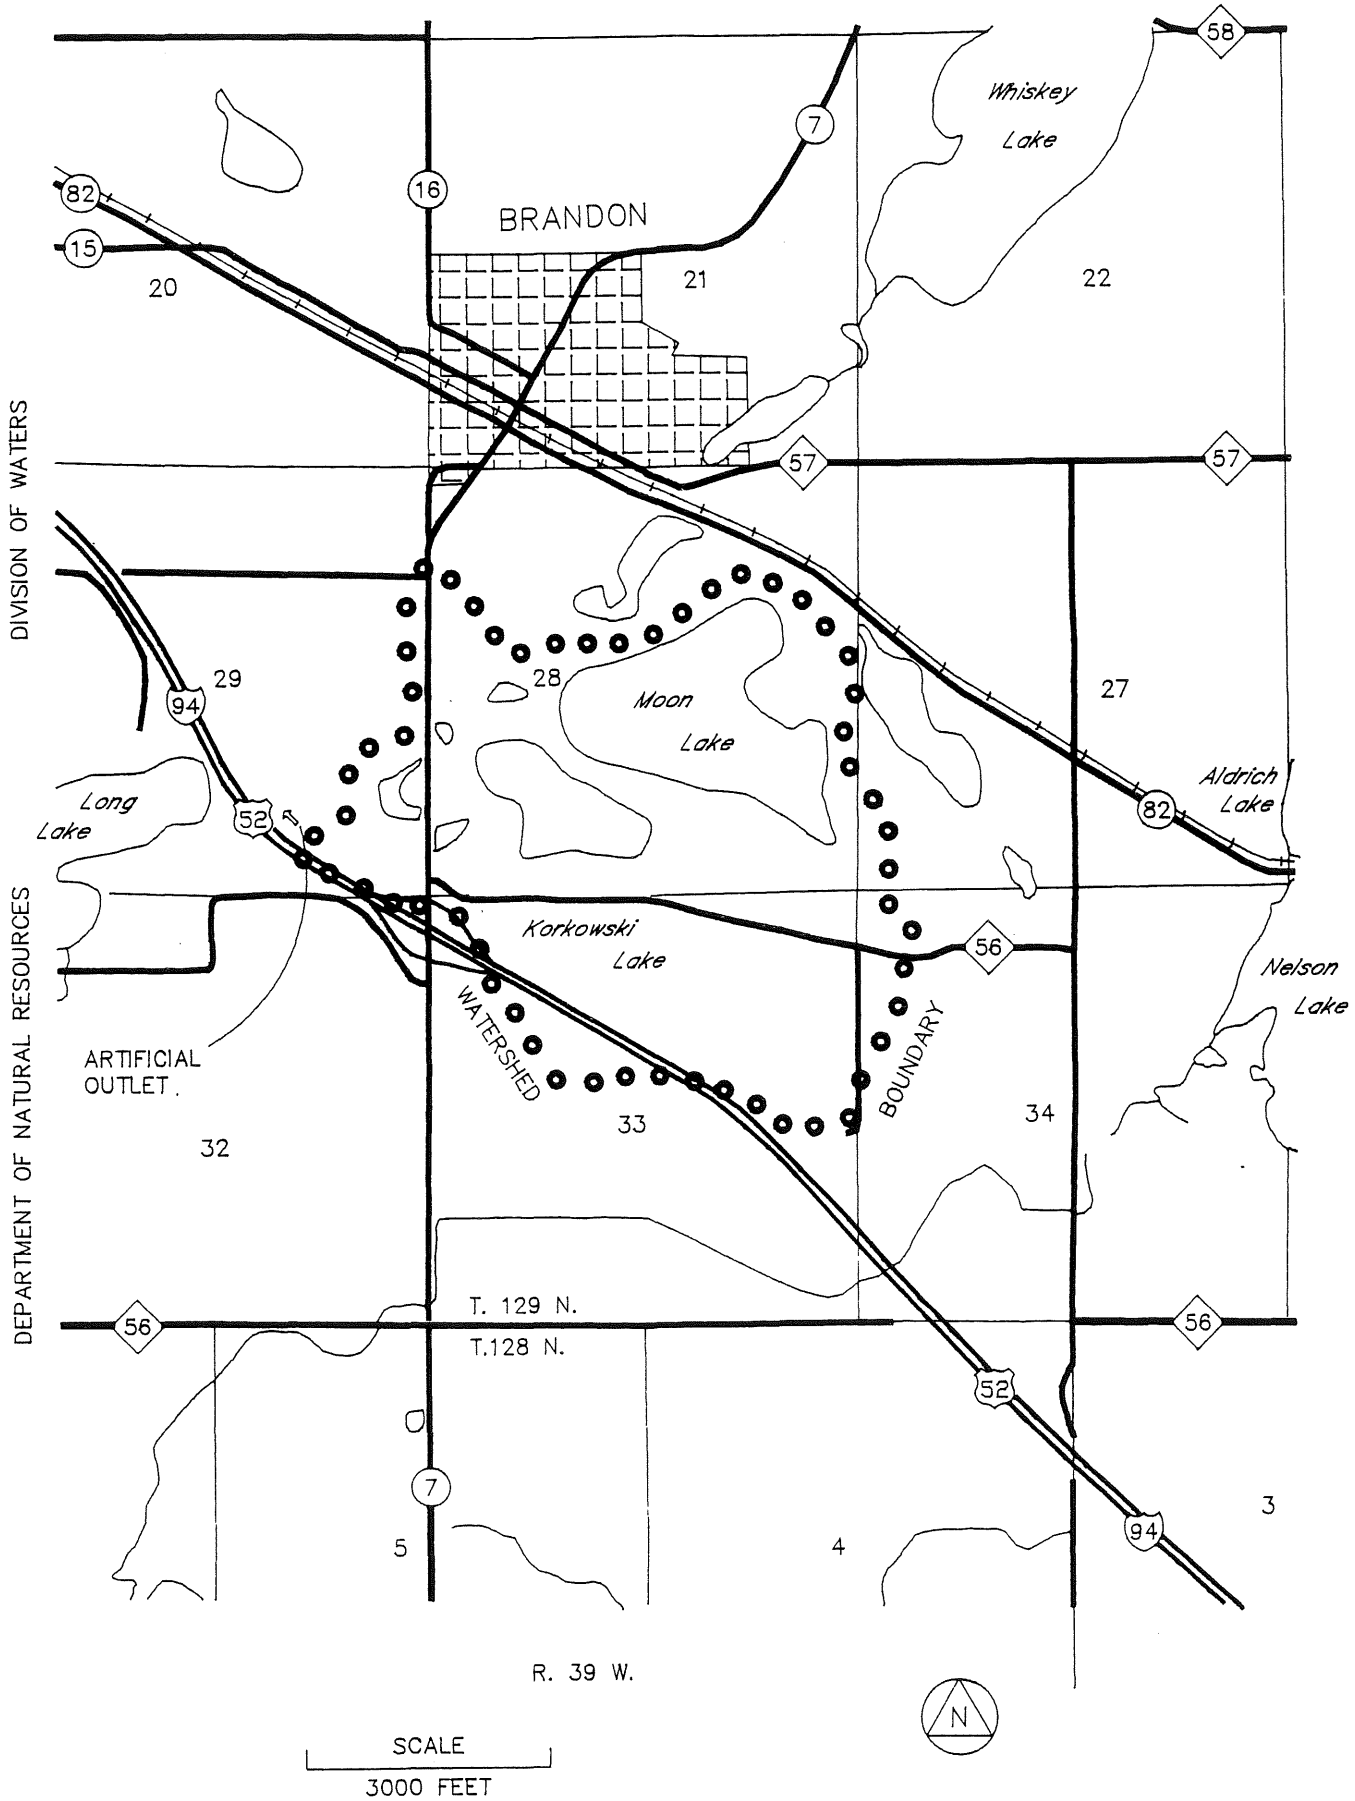 58
Whiskey
Lake
7
82
16
BRANDON
15
20
21
22
57
57
DIVISION OF WATERS
29
28
27
94
Moon
Lake
Long
Lake
52
Aldrich
Lake
82
Korkowski
Lake
56
Nelson
Lake
WATERSHED
BOUNDARY
ARTIFICIAL
OUTLET.
DEPARTMENT OF NATURAL RESOURCES
32
33
34
T. 129 N.
56
T.128 N.
56
52
7
94
3
5
4
R. 39 W.
N
SCALE
3000 FEET